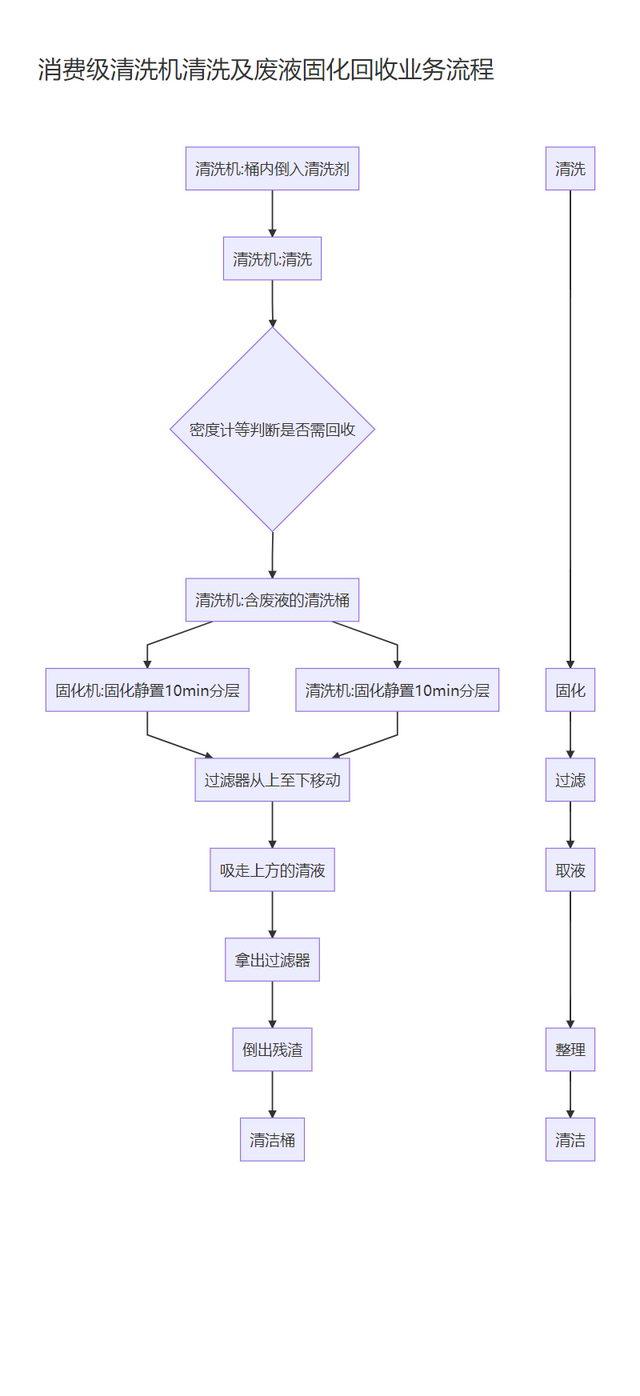 消费级清洗机清洗及废液固化回收业务流程
清洗机:桶内倒入清洗剂
清洗
清洗机:清洗
密度计等判断是否需回收
清洗机:含废液的清洗桶
固化机:固化静置10min分层
清洗机:固化静置10min分层
固化
过滤器从上至下移动
过滤
吸走上方的清液
取液
拿出过滤器
倒出残渣
整理
清洁桶
清洁